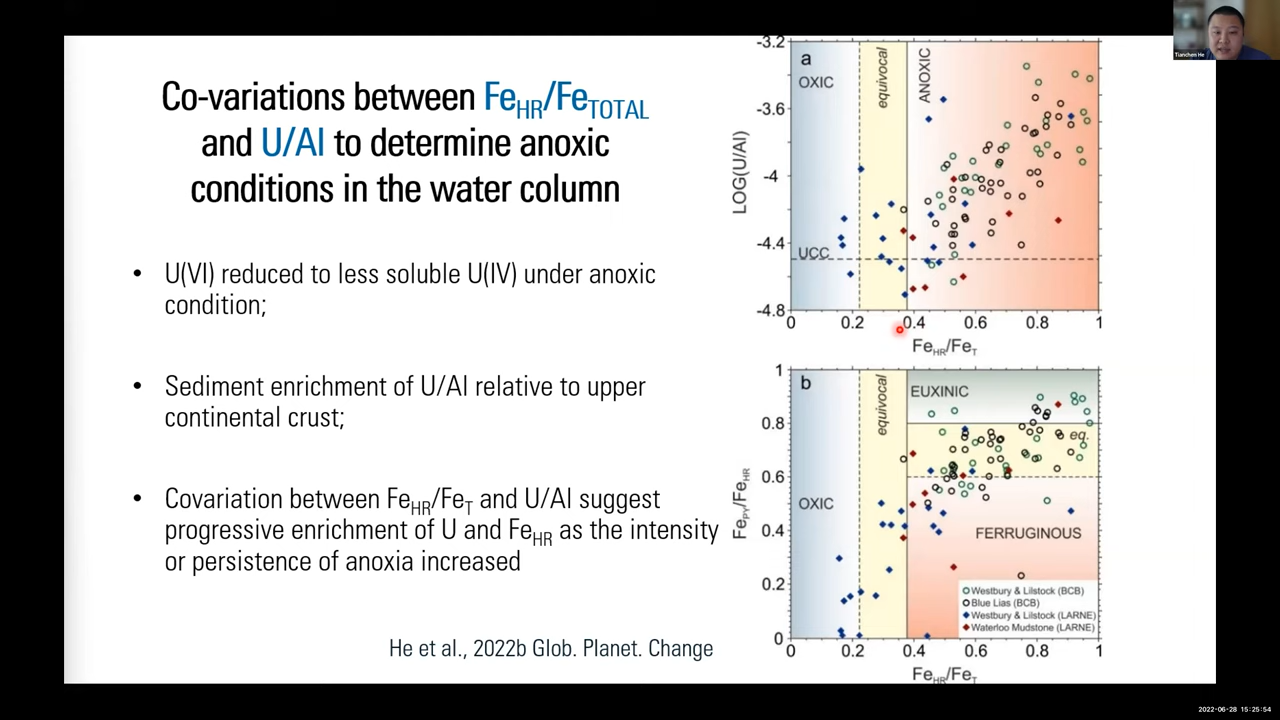 Tianchen He
Co-variations between FeHR/FeTOTAL
and U/Al to determine anoxic
conditions in the water column
• U(VI) reduced to less soluble U(IV) under anoxic
condition;
• Sediment enrichment of U/Al relative to upper
continental crust;
• Covariation between FeHR/FeT and U/Al suggest
progressive enrichment of U and FeHR as the intensity
or persistence of anoxia increased
He et al., 2022b Glob. Planet. Change
a
OXIC
equivocal
ANOXIC
UCC
LOG(U/Al)
-3.2
-3.6
-4
-4.4
-4.8
0 0.2 0.4 0.6 0.8 1
FeHR/FeT
b
OXIC
equivocal
EUXINIC
eq.
FERRUGINOUS
FePY/FeHR
1
0.8
0.6
0.4
0.2
0
Westbury & Lilstock (BCB)
Blue Lias (BCB)
Westbury & Lilstock (LARNE)
Waterloo Mudstone (LARNE)
0 0.2 0.4 0.6 0.8 1
FeHR/FeT
2022-06-28 15:25:54